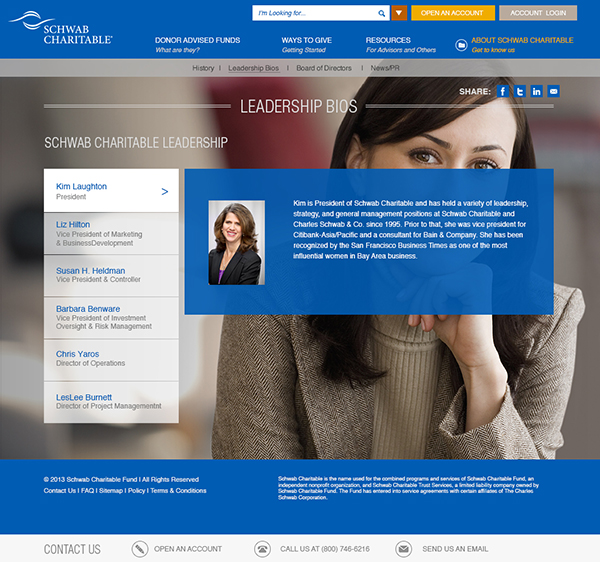 SCHWAB
CHARITABLE®
I'm Looking for...
OPEN AN ACCOUNT
ACCOUNT LOGIN
DONOR ADVISED FUNDS
What are they?
WAYS TO GIVE
Getting Started
RESOURCES
For Advisors and Others
ABOUT SCHWAB CHARITABLE
Get to know us
History I Leadership Bios I Board of Directors I News/PR
SHARE: f t in
LEADERSHIP BIOS
SCHWAB CHARITABLE LEADERSHIP
Kim Laughton
President
>
Liz Hilton
Vice President of Marketing
& BusinessDevelopment
Susan H. Heldman
Vice President & Controller
Barbara Benware
Vice President of Investment
Oversight & Risk Management
Chris Yaros
Director of Operations
LesLee Burnett
Director of Project Managementnt
Kim is President of Schwab Charitable and has held a variety of leadership,
strategy, and general management positions at Schwab Charitable and
Charles Schwab & Co. since 1995. Prior to that, she was vice president for
Citibank-Asia/Pacific and a consultant for Bain & Company. She has been
recognized by the San Francisco Business Times as one of the most
influential women in Bay Area business.
© 2013 Schwab Charitable Fund I All Rights Reserved
Contact Us I FAQ I Sitemap I Policy I Terms & Conditions
Schwab Charitable is the name used for the combined programs and services of Schwab Charitable Fund, an
independent nonprofit organization, and Schwab Charitable Trust Services, a limited liability company owned by
Schwab Charitable Fund. The Fund has entered into service agreements with certain affiliates of The Charles
Schwab Corporation.
CONTACT US
OPEN AN ACCOUNT
CALL US AT (800) 746-6216
SEND US AN EMAIL